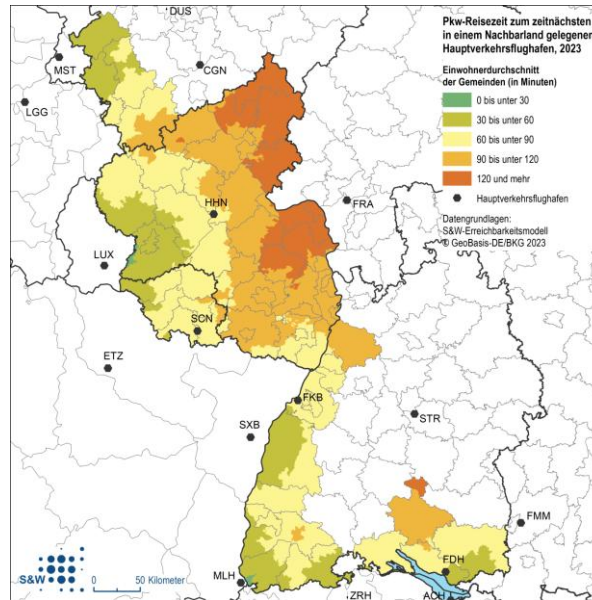 Pkw-Reisezeit zum zeitnächsten
in einem Nachbarland gelegener
Hauptverkehrsflughafen, 2023
Einwohnerdurchschnitt
der Gemeinden (in Minuten)
0 bis unter 30
30 bis unter 60
60 bis unter 90
90 bis unter 120
120 und mehr
Hauptverkehrsflughafen
Datengrundlagen:
S&W-Erreichbarkeitsmodell
© GeoBasis-DE/BKG 2023
DUS
MST
CGN
LGG
HHN
FRA
LUX
SCN
ETZ
FKB
STR
SXB
FMM
FDH
MLH
ZRH
ACH
S&W
0 50 Kilometer